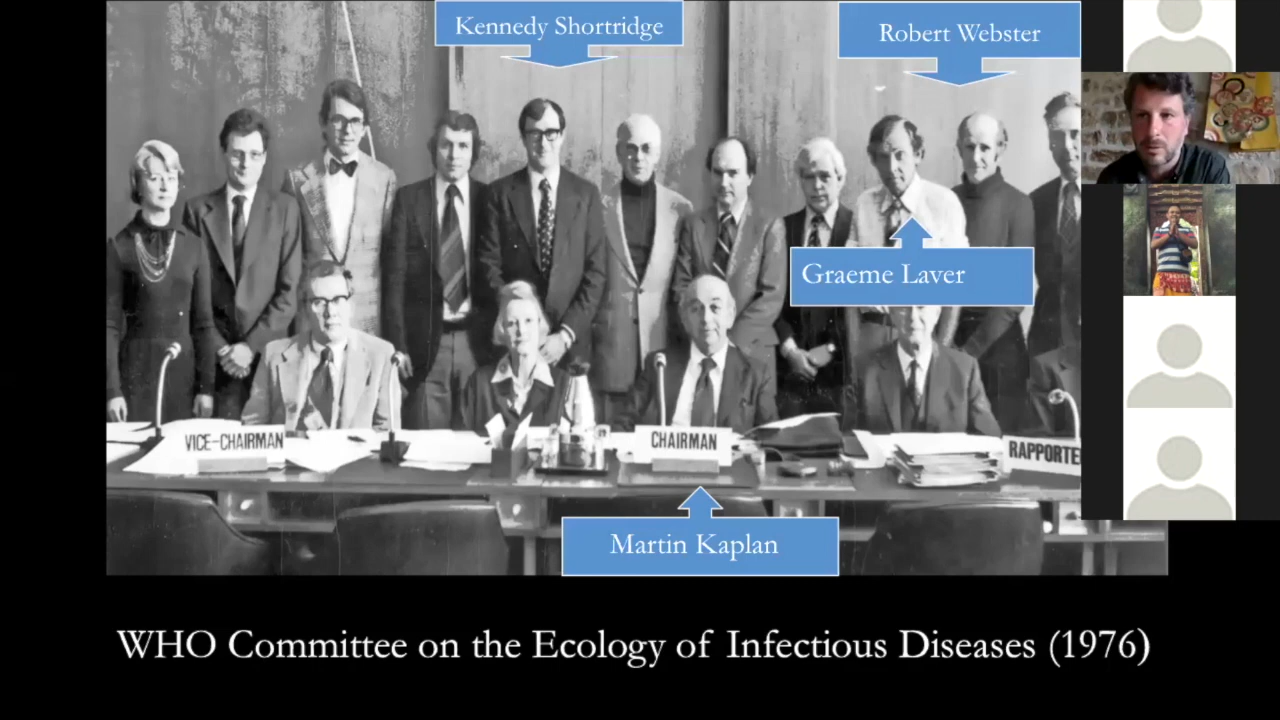 Kennedy Shortridge
Robert Webster
Graeme Laver
VICE-CHAIRMAN
CHAIRMAN
RAPPORTE
Martin Kaplan
WHO Committee on the Ecology of Infectious Diseases (1976)